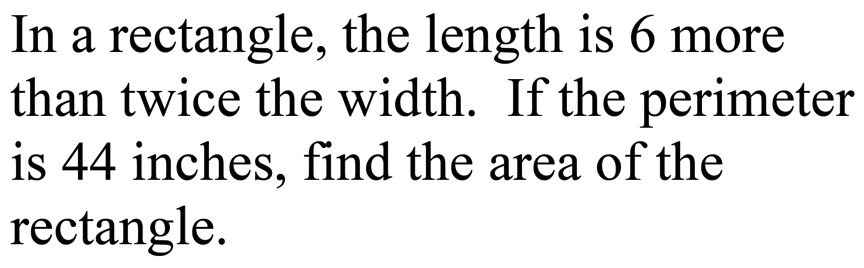 In a rectangle, the length is 6 more
than twice the width.  If the perimeter
is 44 inches, find the area of the
rectangle.